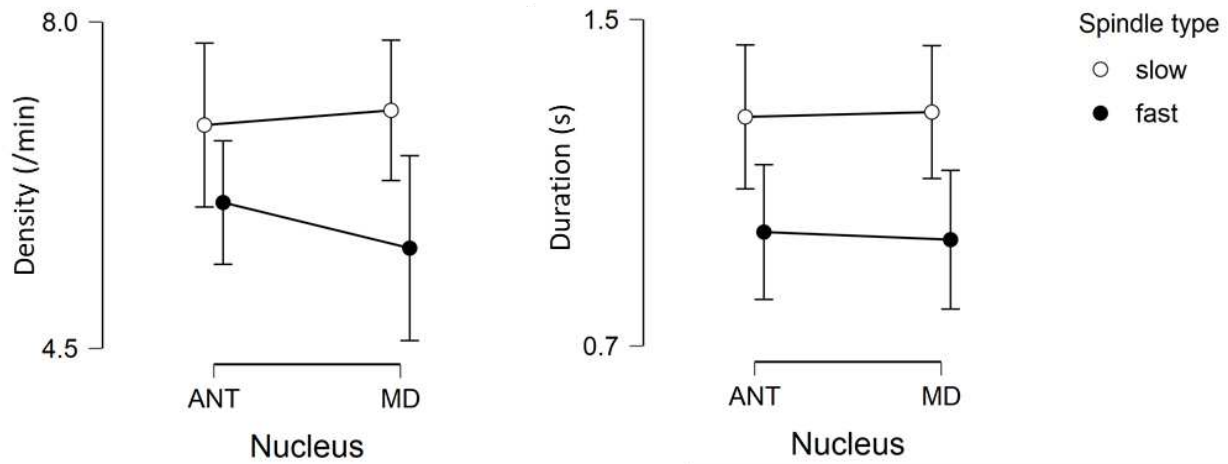 8.0
Density (/min)
4.5
ANT MD
Nucleus
1.5
Duration (s)
0.7
ANT MD
Nucleus
Spindle type
slow
fast